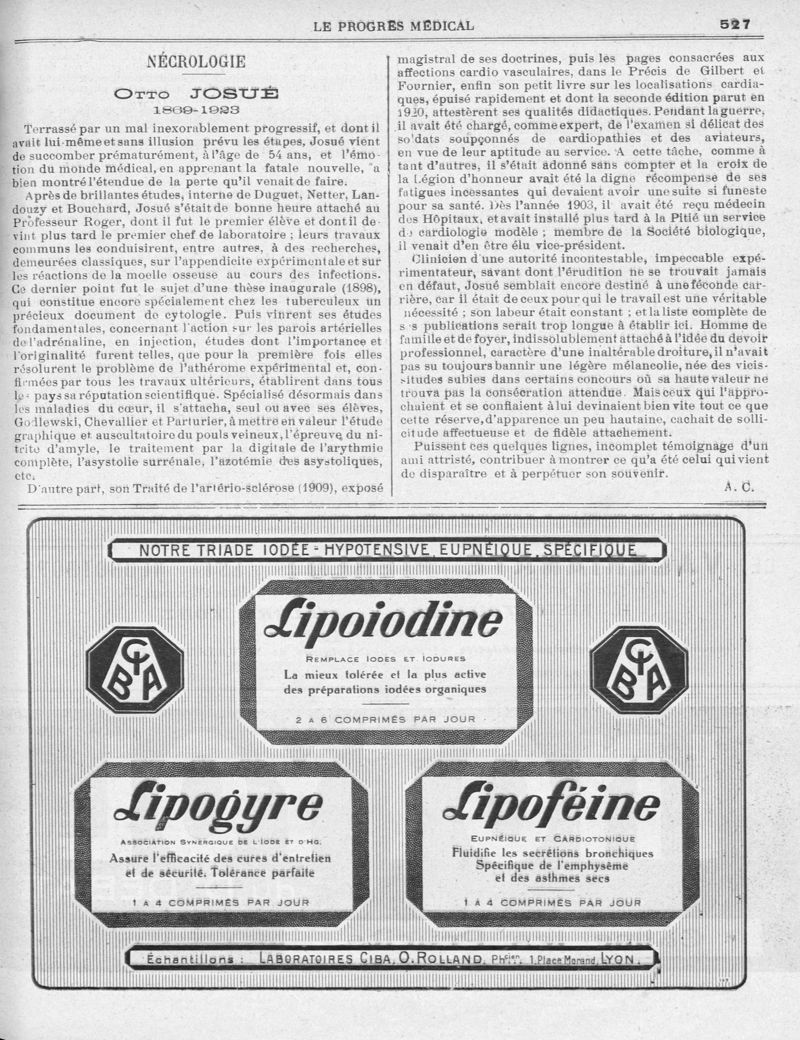 LE PROGRÈS MÉDICAL
527
NÉCROLOGIE
OTTO JOSUÉ
1869-1923
Terrassé par un mal inexorablement progressif, et dont il
avait lui-même et sans illusion prévu les étapes, Josué vient
de succomber prématurément, à l'âge de 54 ans, et l'émo-
tion du monde médical, en apprenant la fatale nouvelle, a
bien montré l'étendue de la perte qu'il venait de faire.
Après de brillantes études, interne de Duguet, Netter, Lan-
douzy et Bouchard, Josué s'était de bonne heure attaché au
Professeur Roger, dont il fut le premier élève et dont il de-
vint plus tard le premier chef de laboratoire ; leurs travaux
communs les conduisirent, entre autres, à des recherches,
demeurées classiques, sur l'appendicite expérimentale et sur
les réactions de la moelle osseuse au cours des infections.
Ce dernier point fut le sujet d'une thèse inaugurale (1898),
qui constitue encore spécialement chez les tuberculeux un
précieux document de cytologie. Puis vinrent ses études
fondamentales, concernant l'action sur les parois artérielles
de l'adrénaline, en injection, études dont l'importance et
l'originalité furent telles, que pour la première fois elles
résolurent le problème de l'athérome expérimental et, con-
firmées par tous les travaux ultérieurs, établirent dans tous
les pays sa réputation scientifique. Spécialisé désormais dans
les maladies du cœur, il s'attacha, seul ou avec ses élèves,
Godlewski, Chevallier et Parturier, à mettre en valeur l'étude
graphique et auscultatoire du pouls veineux, l'épreuve du ni-
trite d'amyle, le traitement par la digitale de l'arythmie
complète, l'asystolie surrénale, l'azotémie des asystoliques,
etc.
D'autre part, son Traité de l'artério-sclérose (1909), exposé
magistral de ses doctrines, puis les pages consacrées aux
affections cardio vasculaires, dans le Précis de Gilbert et
Fournier, enfin son petit livre sur les localisations cardia-
ques, épuisé rapidement et dont la seconde édition parut en
1920, attestèrent ses qualités didactiques. Pendant la guerre,
il avait été chargé, comme expert, de l'examen si délicat des
soldats soupçonnés de cardiopathies et des aviateurs,
en vue de leur aptitude au service. A cette tâche, comme à
tant d'autres, il s'était adonné sans compter et la croix de
la Légion d'honneur avait été la digne récompense de ses
fatigues incessantes qui devaient avoir une suite si funeste
pour sa santé. Dès l'année 1903, il avait été reçu médecin
des Hôpitaux, et avait installé plus tard à la Pitié un service
de cardiologie modèle ; membre de la Société biologique,
il venait d'en être élu vice-président.
Clinicien d'une autorité incontestable, impeccable expé-
rimentateur, savant dont l'érudition ne se trouvait jamais
en défaut, Josué semblait encore destiné à une féconde car-
rière, car il était de ceux pour qui le travail est une véritable
nécessité ; son labeur était constant ; et la liste complète de
ses publications serait trop longue à établir ici. Homme de
famille et de foyer, indissolublement attaché à l'idée du devoir
professionnel, caractère d'une inaltérable droiture, il n'avait
pas su toujours bannir une légère mélancolie, née des vicis-
situdes subies dans certains concours où sa haute valeur ne
trouva pas la consécration attendue. Mais ceux qui l'appro-
chaient et se confiaient à lui devinaient bien vite tout ce que
cette réserve, d'apparence un peu hautaine, cachait de solli-
citude affectueuse et de fidèle attachement.
Puissent ces quelques lignes, incomplet témoignage d'un
ami attristé, contribuer à montrer ce qu'a été celui qui vient
de disparaître et à perpétuer son souvenir.
A. C.
NOTRE TRIADE IODÉE - HYPOTENSIVE, EUPNÉIQUE, SPÉCIFIQUE
CIBA
Lipoiodine
REMPLACE IODES ET IODURES
La mieux tolérée et la plus active
des préparations iodées organiques
2 A 6 COMPRIMÉS PAR JOUR
CIBA
Lipogyre
ASSOCIATION SYNERGIQUE DE L'IODE ET D'HG.
Assure l'efficacité des cures d'entretien
et de sécurité. Tolérance parfaite
1 A 4 COMPRIMÉS PAR JOUR
Lipoféine
EUPNÉIQUE ET CARDIOTONIQUE
Fluidifie les secrétions bronchiques
Spécifique de l'emphysème
et des asthmes secs
1 A 4 COMPRIMÉS PAR JOUR
Échantillons : LABORATOIRES CIBA, O. ROLLAND, Phcien, 1, Place Morand, LYON.